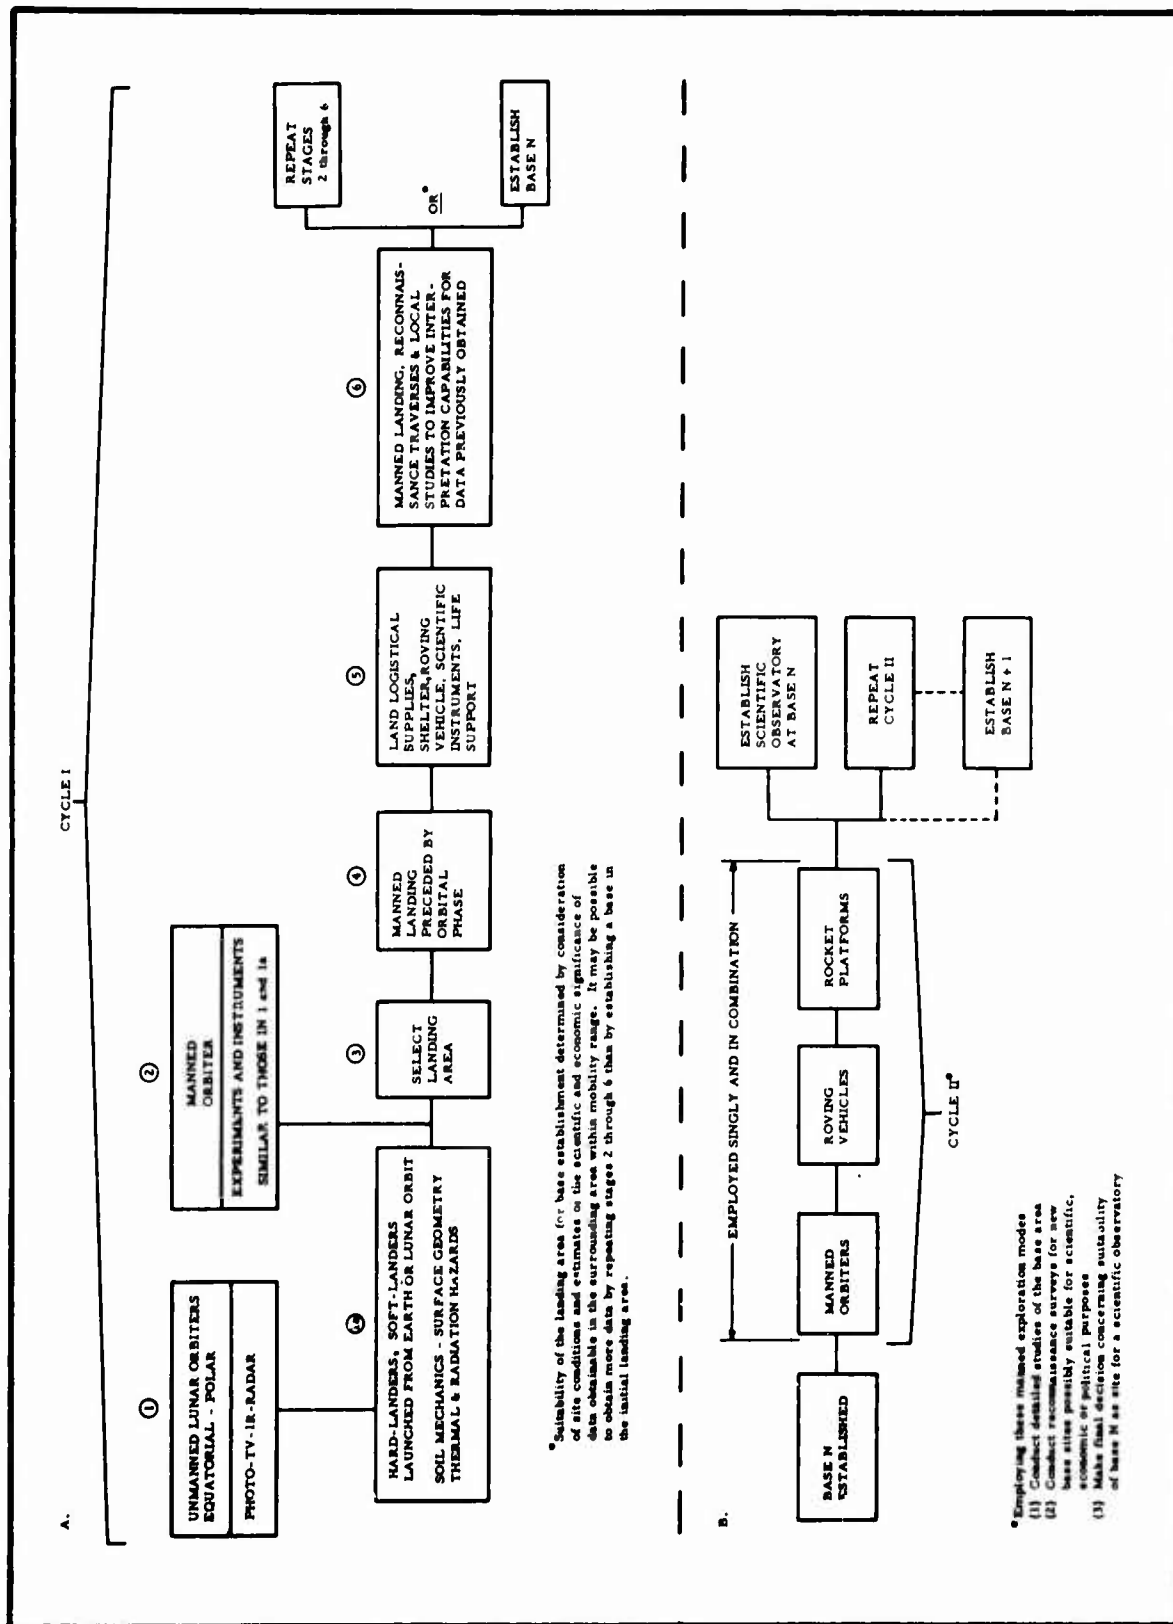 A.
CYCLE I
①
UNMANNED LUNAR ORBITERS
EQUATORIAL - POLAR
PHOTO-TV-IR-RADAR
HARD-LANDERS, SOFT-LANDERS
LAUNCHED FROM EARTH OR LUNAR ORBIT
SOIL MECHANICS - SURFACE GEOMETRY
THERMAL & RADIATION HAZARDS
②
MANNED
ORBITER
EXPERIMENTS AND INSTRUMENTS
SIMILAR TO THOSE IN 1 and 1a
③
SELECT
LANDING
AREA
④
MANNED
LANDING
PRECEDED BY
ORBITAL
PHASE
⑤
LAND LOGISTICAL
SUPPLIES,
SHELTER, ROVING
VEHICLE, SCIENTIFIC
INSTRUMENTS, LIFE
SUPPORT
⑥
MANNED LANDING, RECONNAIS-
SANCE TRAVERSES & LOCAL
STUDIES TO IMPROVE INTER-
PRETATION CAPABILITIES FOR
DATA PREVIOUSLY OBTAINED
REPEAT
STAGES
2 through 6
OR*
ESTABLISH
BASE N
*Suitability of the landing area for base establishment determined by consideration
of site conditions and estimates of the scientific and economic significance of
data obtainable in the surrounding area within mobility range. It may be possible
to obtain more data by repeating stages 2 through 6 than by establishing a base in
the initial landing area.
B.
BASE N
ESTABLISHED
EMPLOYED SINGLY AND IN COMBINATION
MANNED
ORBITERS
ROVING
VEHICLES
ROCKET
PLATFORMS
CYCLE II*
ESTABLISH
SCIENTIFIC
OBSERVATORY
AT BASE N
REPEAT
CYCLE II
ESTABLISH
BASE N + 1
*Employing these manned exploration modes
(1) Conduct detailed studies of the base area
(2) Conduct reconnaissance surveys for new
base sites possibly suitable for scientific,
economic or political purposes
(3) Make final decision concerning suitability
of base N as site for a scientific observatory